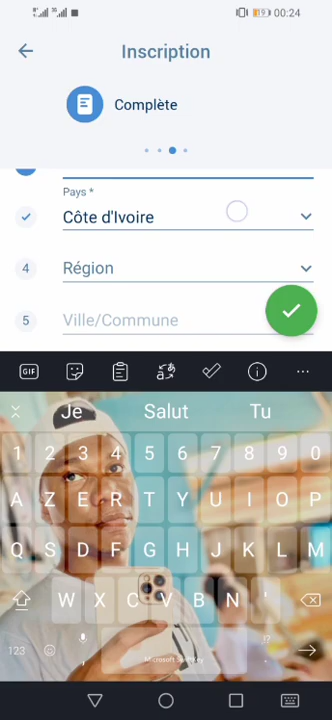 00:24
Inscription
Complète
Pays *
Côte d'Ivoire
4 Région
5 Ville/Commune
GIF
Je Salut Tu
1 2 3 4 5 6 7 8 9 0
A Z E R T Y U I O P
Q S D F G H J K L M
W X C V B N '
123 , !?
Microsoft SwiftKey